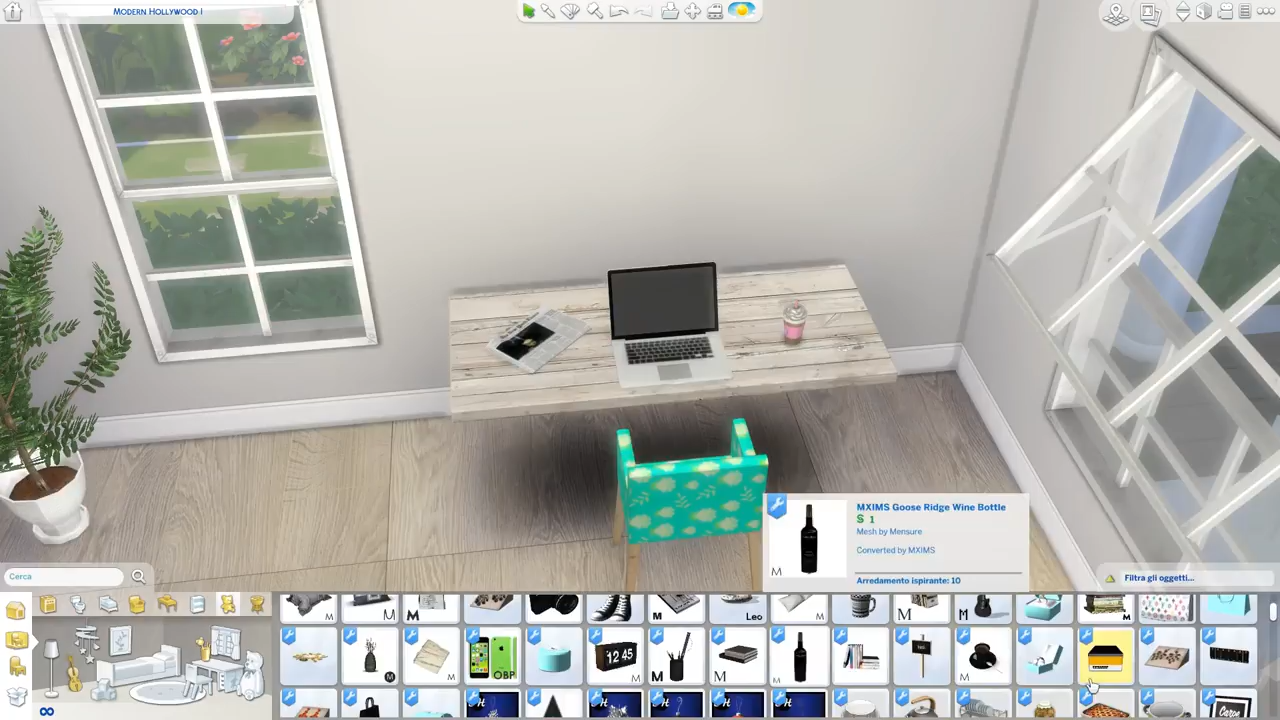 MODERN HOLLYWOOD I
MXIMS Goose Ridge Wine Bottle
$ 1
Mesh by Mensure
Converted by MXIMS
M
Arredamento ispirante: 10
Cerca
Filtra gli oggetti...
M
M
M
M
Leo
M
M
M
M
M
OBP
12 45
M
M
M
M
M